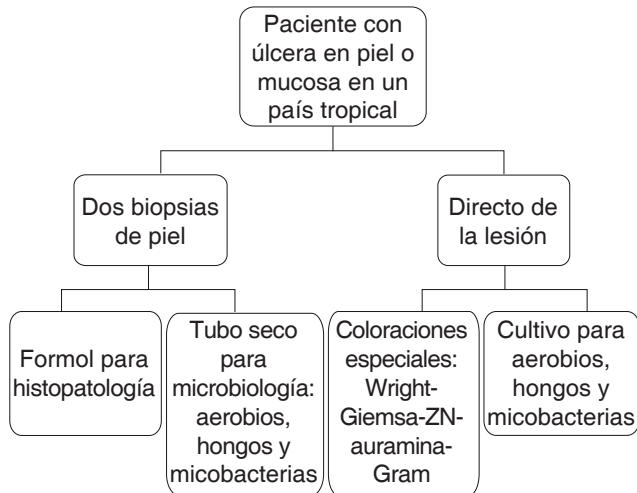 Paciente con
úlcera en piel o
mucosa en un
país tropical
Dos biopsias
de piel
Directo de
la lesión
Formol para
histopatología
Tubo seco
para
microbiología:
aerobios,
hongos y
micobacterias
Coloraciones
especiales:
Wright-
Giemsa-ZN-
auramina-
Gram
Cultivo para
aerobios,
hongos y
micobacterias